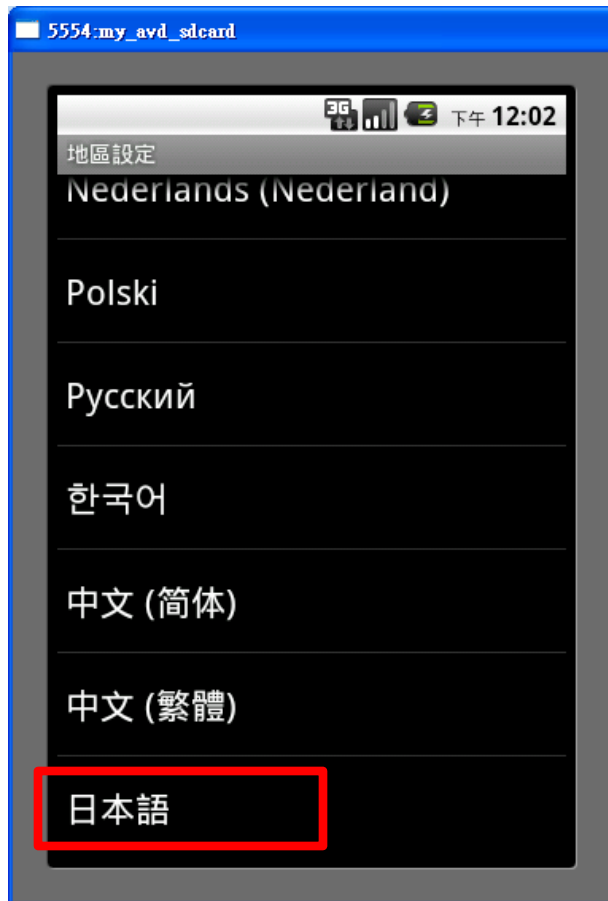 5554:my_avd_sdcard
3G 下午 12:02
地區設定
Nederlands (Nederland)
Polski
Русский
한국어
中文 (简体)
中文 (繁體)
日本語